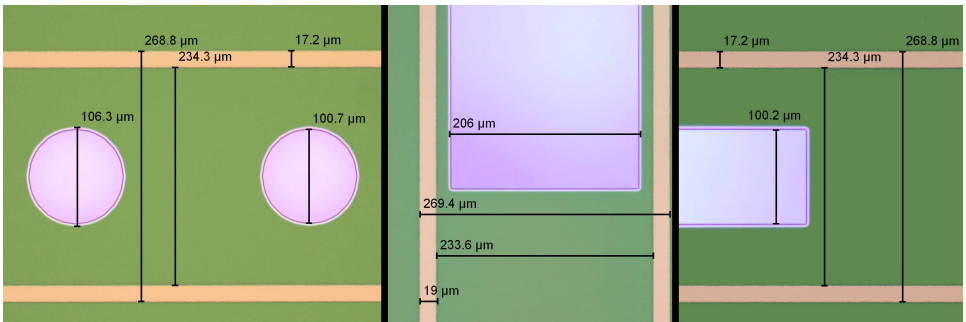 268.8 µm
17.2 µm
234.3 µm
106.3 µm
100.7 µm
206 µm
269.4 µm
233.6 µm
19 µm
17.2 µm
268.8 µm
234.3 µm
100.2 µm